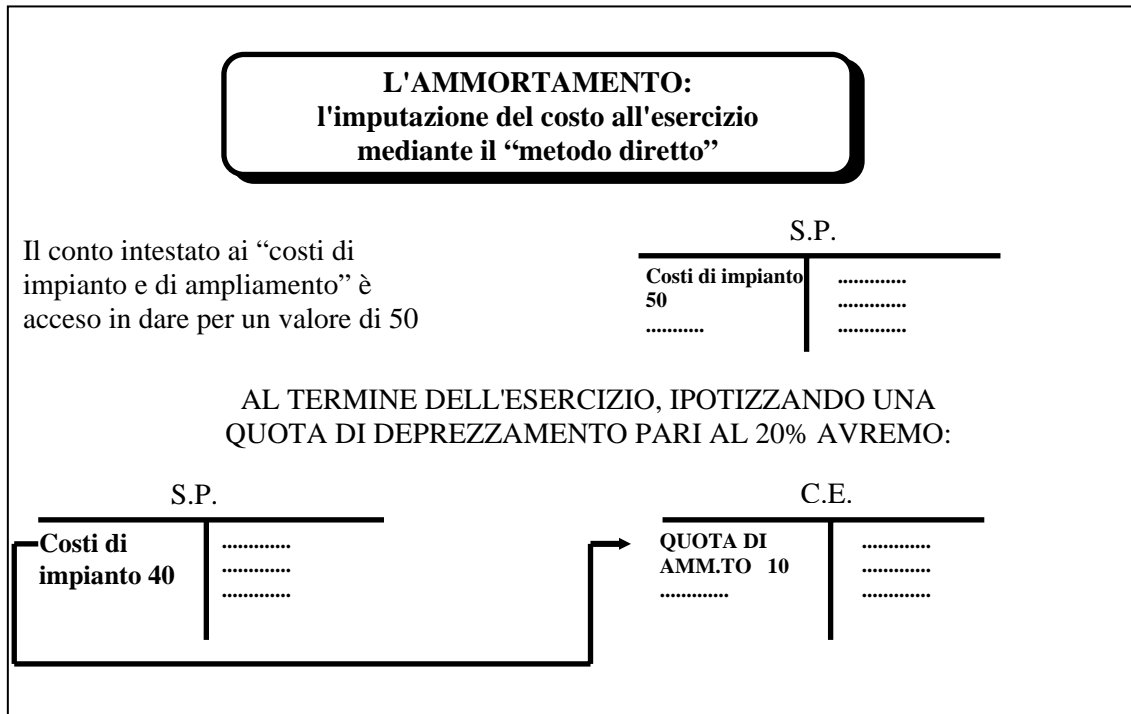 L'AMMORTAMENTO:
l'imputazione del costo all'esercizio
mediante il “metodo diretto”
Il conto intestato ai “costi di
impianto e di ampliamento” è
acceso in dare per un valore di 50
S.P.
Costi di impianto
50
...........
.............
.............
.............
AL TERMINE DELL'ESERCIZIO, IPOTIZZANDO UNA
QUOTA DI DEPREZZAMENTO PARI AL 20% AVREMO:
S.P.
Costi di
impianto 40
.............
.............
.............
C.E.
QUOTA DI
AMM.TO 10
.............
.............
.............
.............